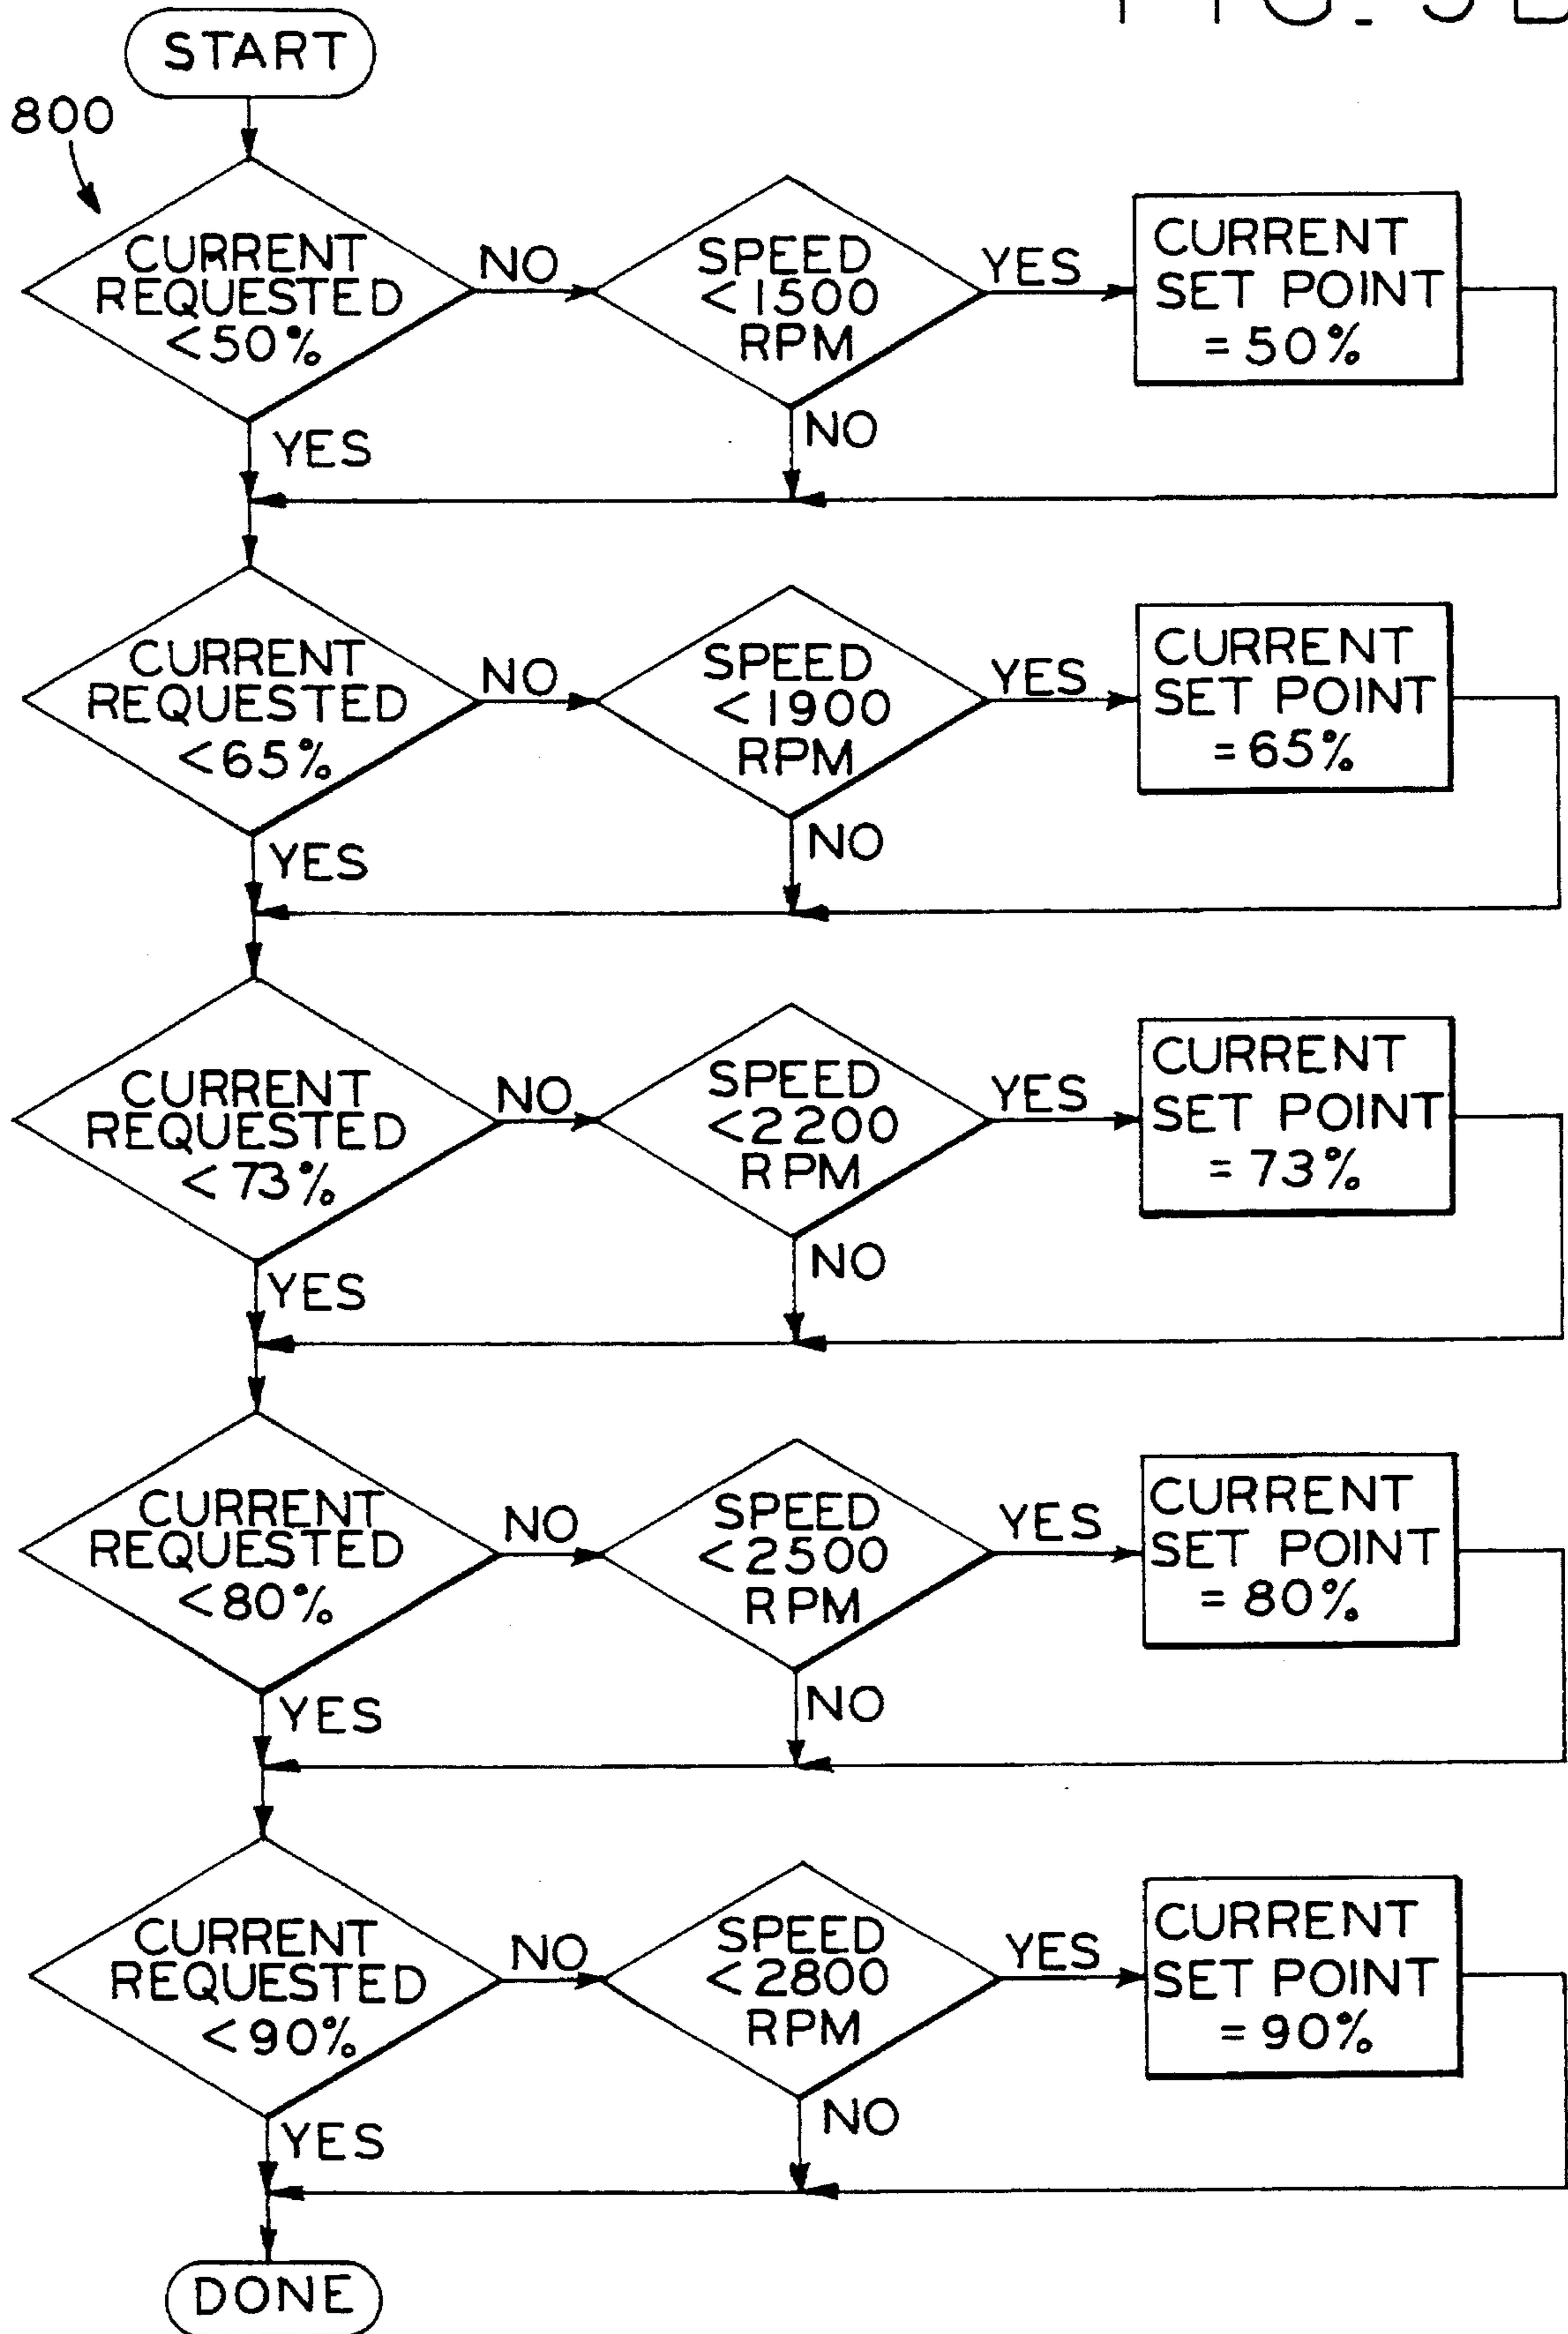 START
800
CURRENT
REQUESTED
<50%
NO
SPEED
<1500
RPM
YES
CURRENT
SET POINT
=50%
YES
NO
CURRENT
REQUESTED
<65%
NO
SPEED
<1900
RPM
YES
CURRENT
SET POINT
=65%
YES
NO
CURRENT
REQUESTED
<73%
NO
SPEED
<2200
RPM
YES
CURRENT
SET POINT
=73%
YES
NO
CURRENT
REQUESTED
<80%
NO
SPEED
<2500
RPM
YES
CURRENT
SET POINT
=80%
YES
NO
CURRENT
REQUESTED
<90%
NO
SPEED
<2800
RPM
YES
CURRENT
SET POINT
=90%
YES
NO
DONE